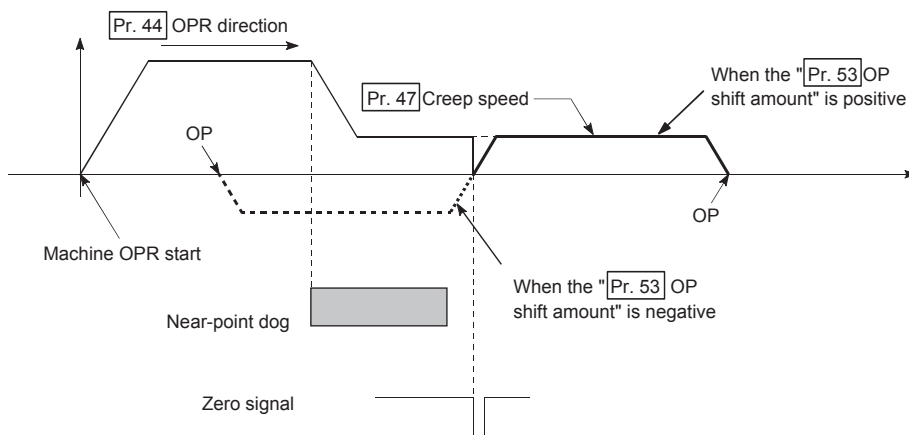 Pr. 44 OPR direction
When the "Pr. 53 OP
shift amount" is positive
Pr. 47 Creep speed
OP
OP
Machine OPR start
When the "Pr. 53 OP
shift amount" is negative
Near-point dog
Zero signal